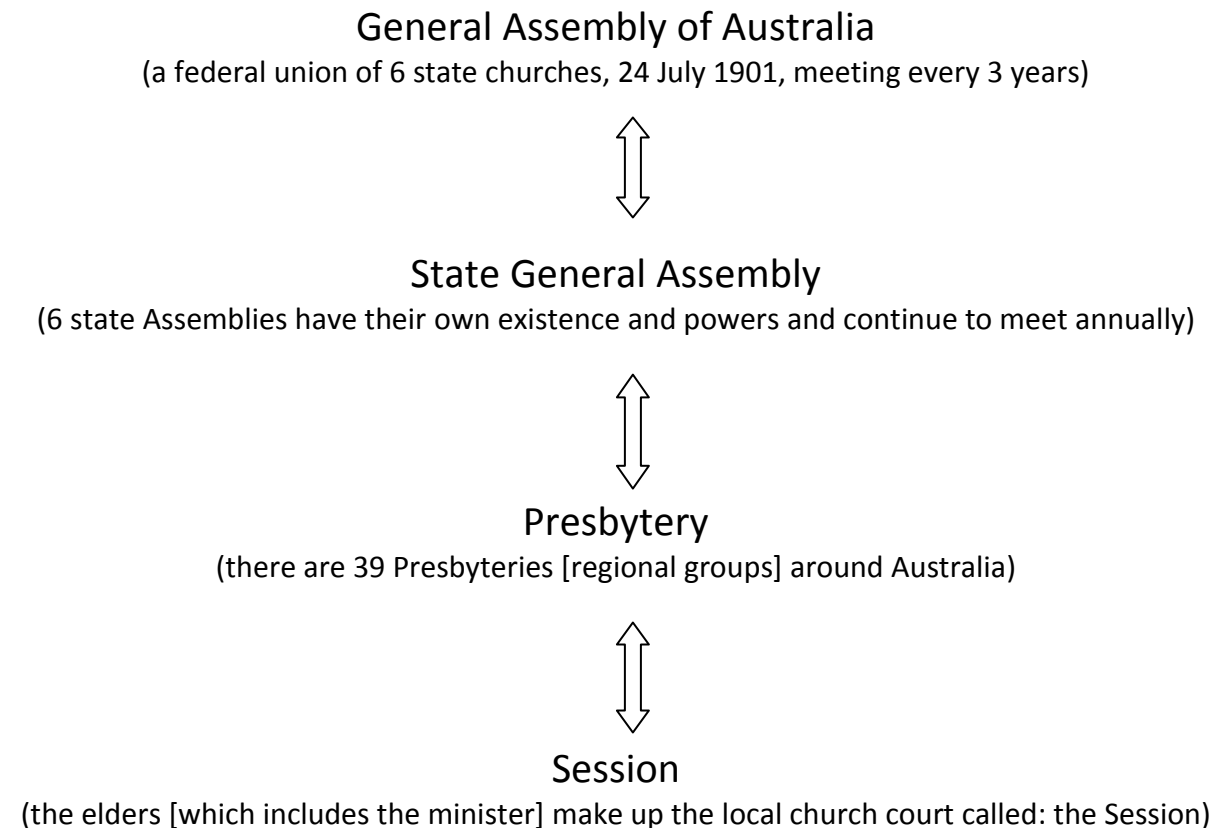 General Assembly of Australia
(a federal union of 6 state churches, 24 July 1901, meeting every 3 years)
State General Assembly
(6 state Assemblies have their own existence and powers and continue to meet annually)
Presbytery
(there are 39 Presbyteries [regional groups] around Australia)
Session
(the elders [which includes the minister] make up the local church court called: the Session)